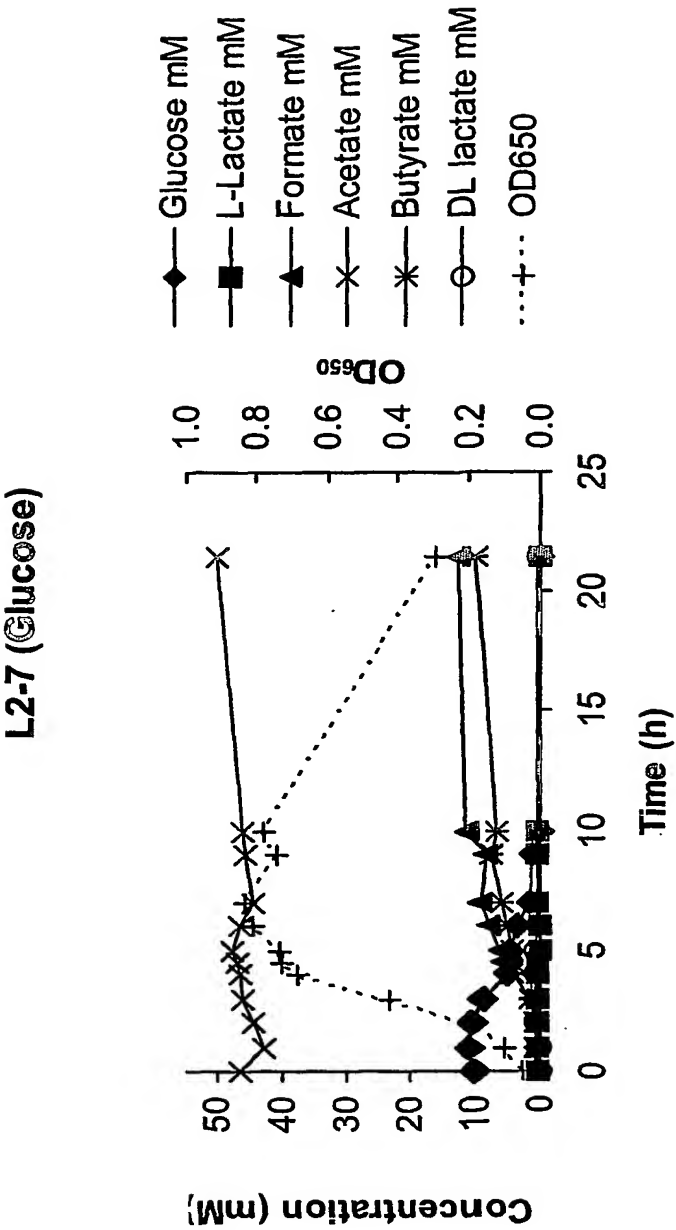 L2-7 (Glucose)
Concentration (mM)
50
40
30
20
10
0
0
5
10
15
20
25
Time (h)
1.0
0.8
0.6
0.4
0.2
0.0
OD650
Glucose mM
L-Lactate mM
Formate mM
Acetate mM
Butyrate mM
DL lactate mM
OD650